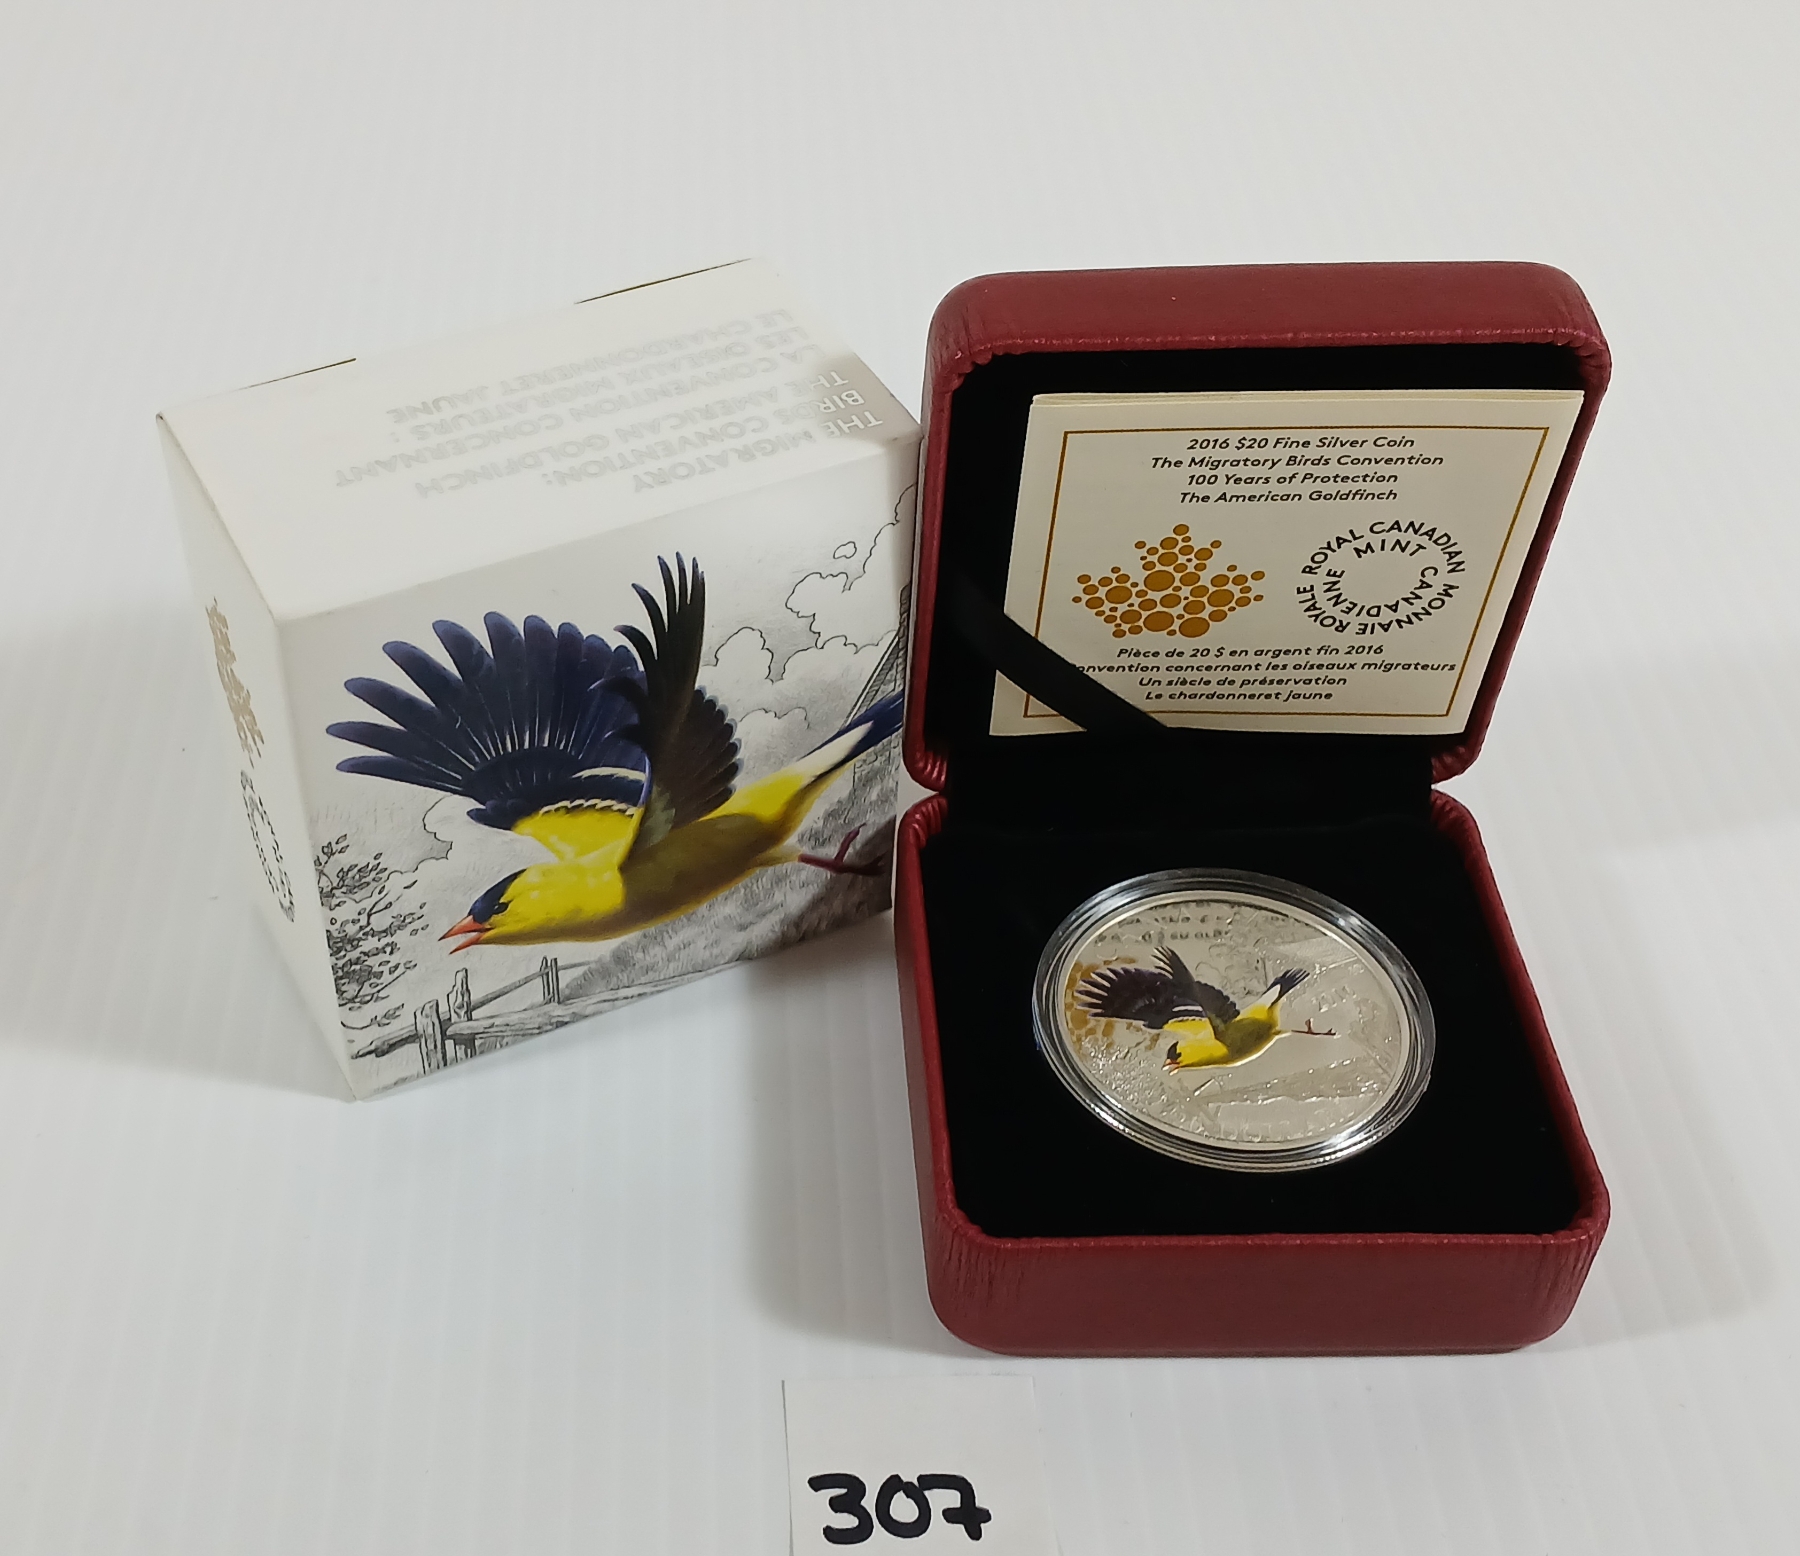 THE MIGRATORY
BIRDS CONVENTION:
THE AMERICAN GOLDFINCH
LA CONVENTION CONCERNANT
LES OISEAUX MIGRATEURS :
LE CHARDONNERET JAUNE
2016 $20 Fine Silver Coin
The Migratory Birds Convention
100 Years of Protection
The American Goldfinch
ROYAL CANADIAN MINT
MONNAIE ROYALE CANADIENNE
Pièce de 20 $ en argent fin 2016
onvention concernant les oiseaux migrateurs
Un siècle de préservation
Le chardonneret jaune
307